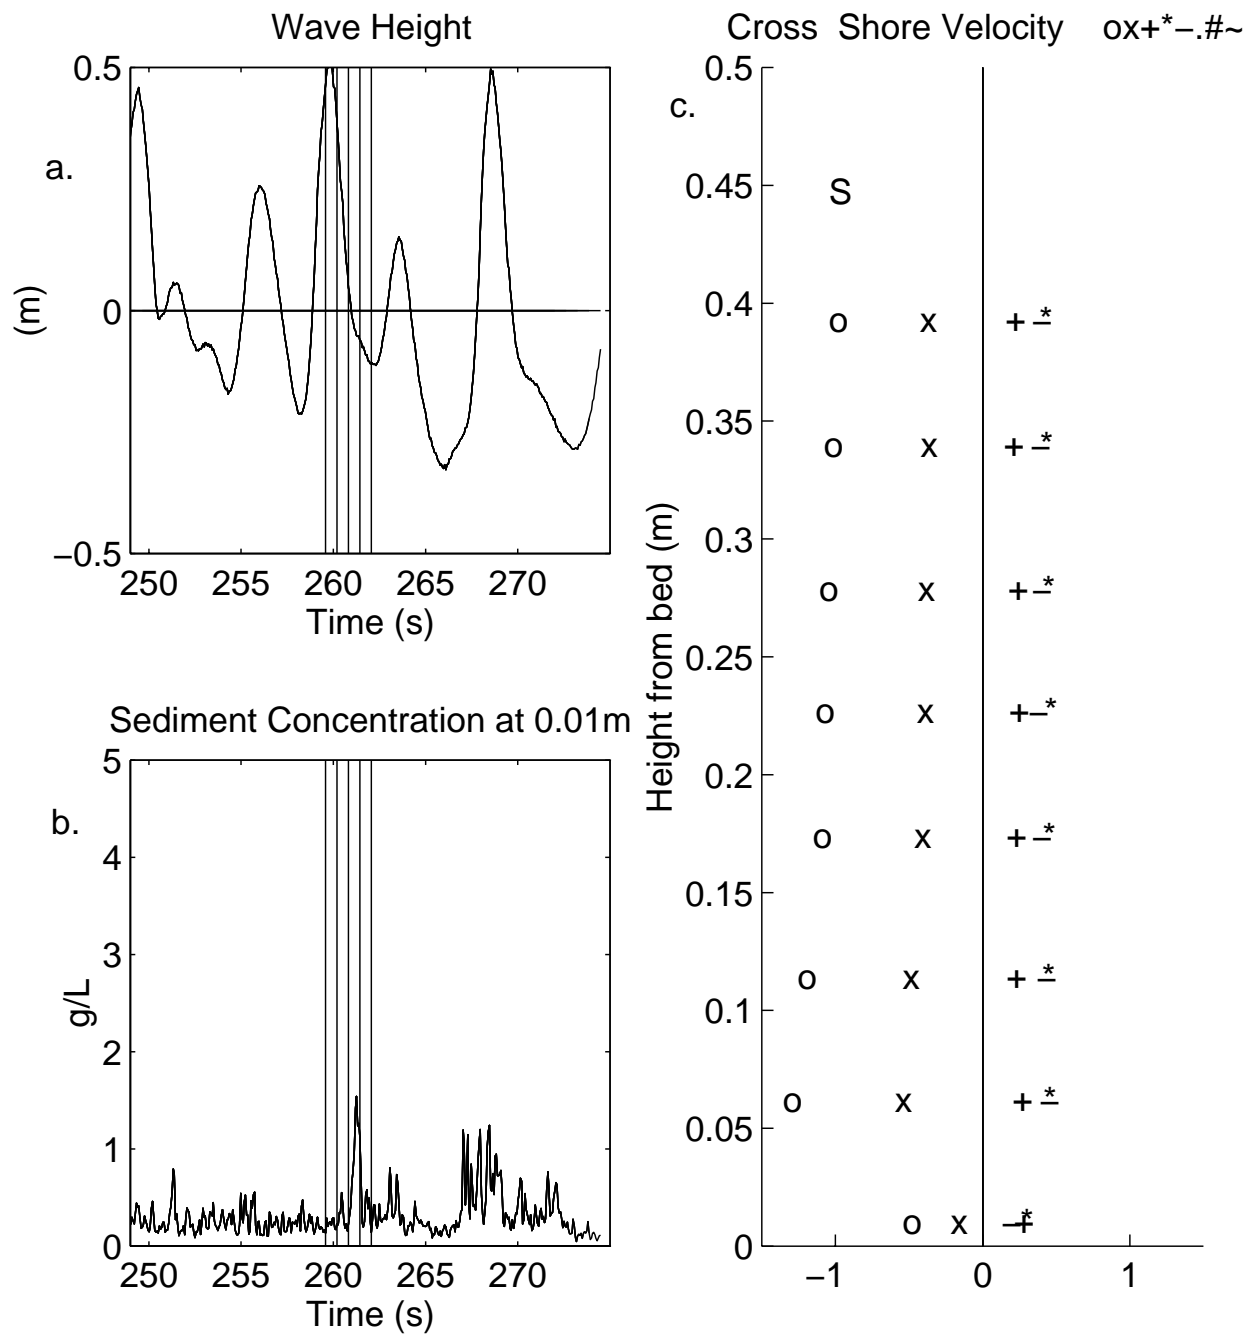 Wave Height
a.
0.5
0
−0.5
(m)
250 255 260 265 270
Time (s)
Sediment Concentration at 0.01m
b.
5
4
3
2
1
0
g/L
250 255 260 265 270
Time (s)
Cross Shore Velocity ox+*−.#~
c.
0.5
0.45
0.4
0.35
0.3
0.25
0.2
0.15
0.1
0.05
0
Height from bed (m)
S
o x + − *
o x + − *
o x + − *
o x + − *
o x + − *
o x + − *
o x + − *
o x − + *
−1 0 1